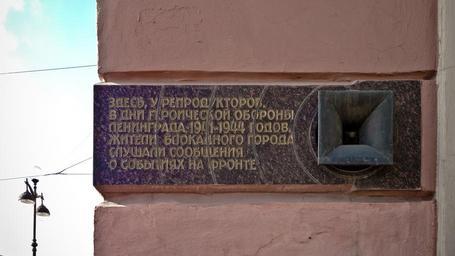 ЗДЕСЬ, У РЕПРОДУКТОРОВ,
В ДНИ ГЕРОИЧЕСКОЙ ОБОРОНЫ
ЛЕНИНГРАДА 1941-1944 ГОДОВ,
ЖИТЕЛИ БЛОКАДНОГО ГОРОДА
СЛУШАЛИ СООБЩЕНИЯ
О СОБЫТИЯХ НА ФРОНТЕ